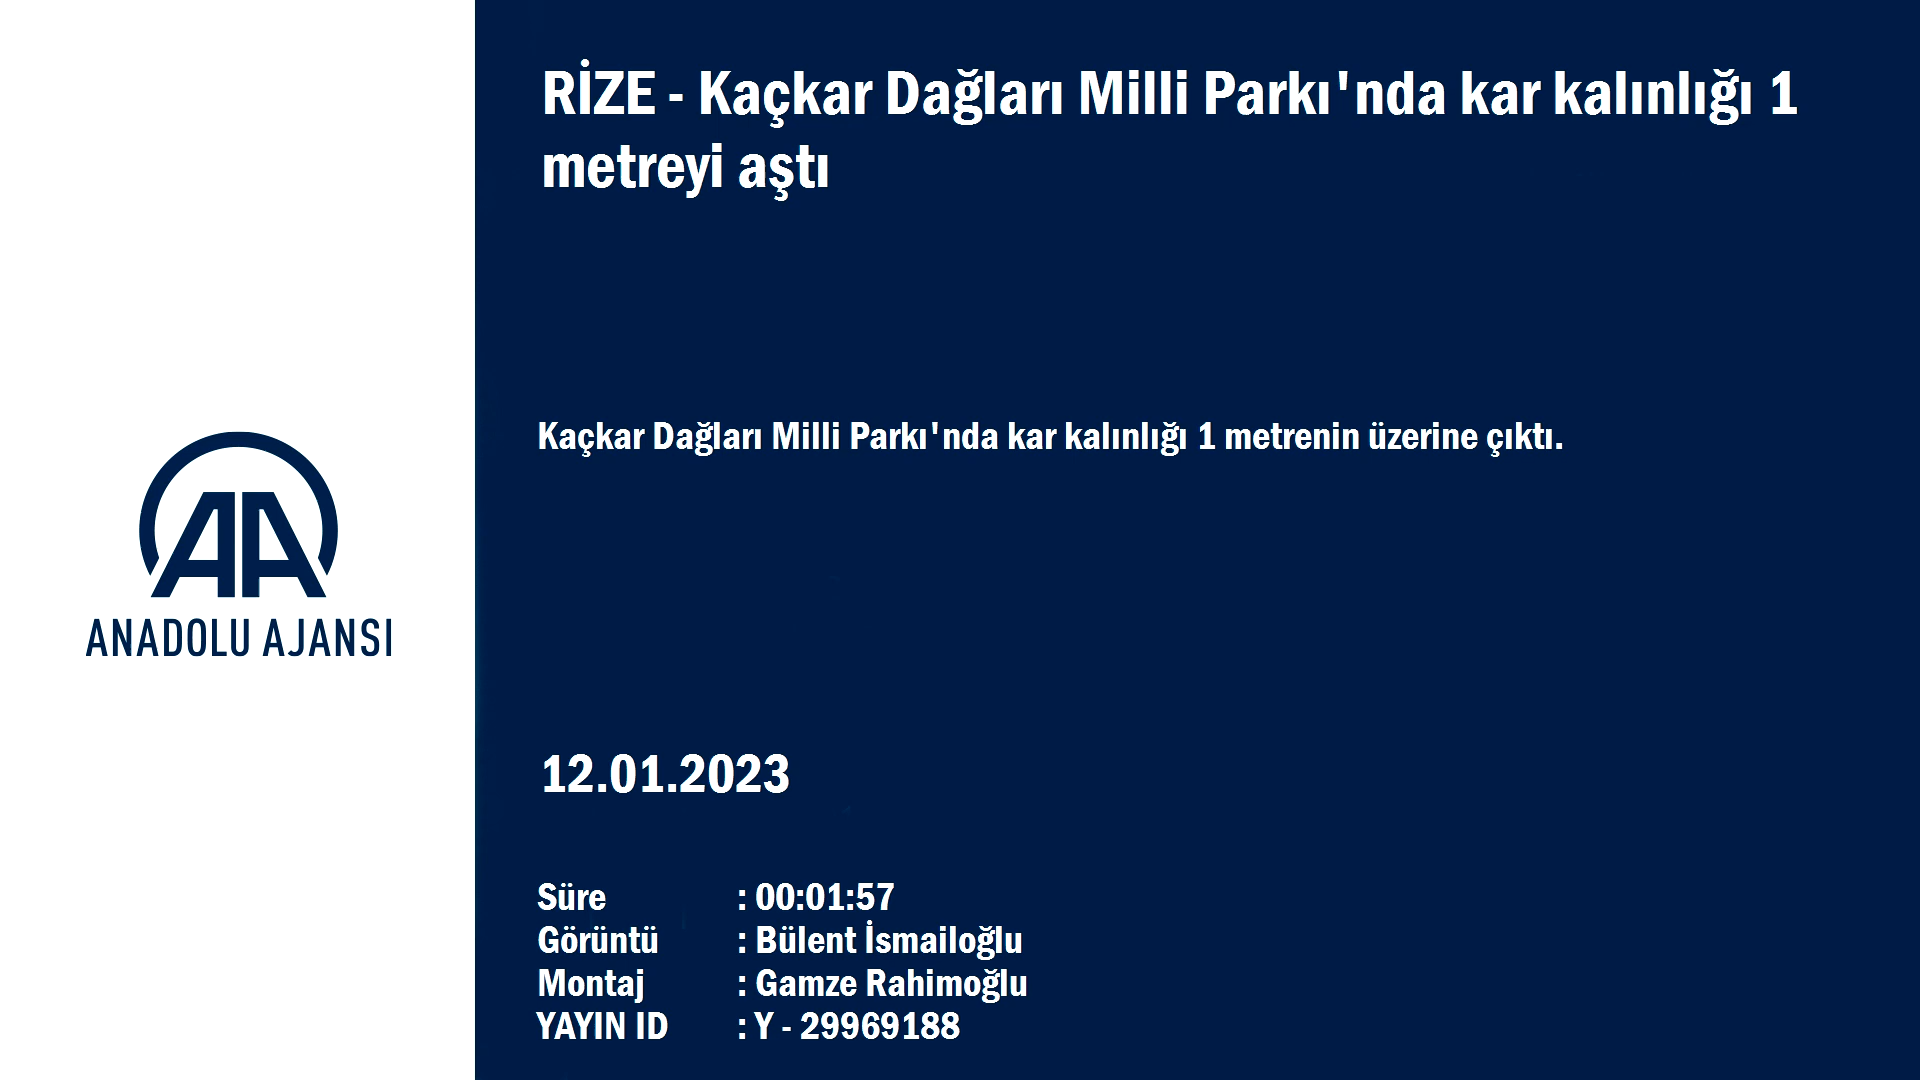 RİZE - Kaçkar Dağları Milli Parkı'nda kar kalınlığı 1
metreyi aştı
Kaçkar Dağları Milli Parkı'nda kar kalınlığı 1 metrenin üzerine çıktı.
AA
ANADOLU AJANSI
12.01.2023
Süre : 00:01:57
Görüntü : Bülent İsmailoğlu
Montaj : Gamze Rahimoğlu
YAYIN ID : Y - 29969188